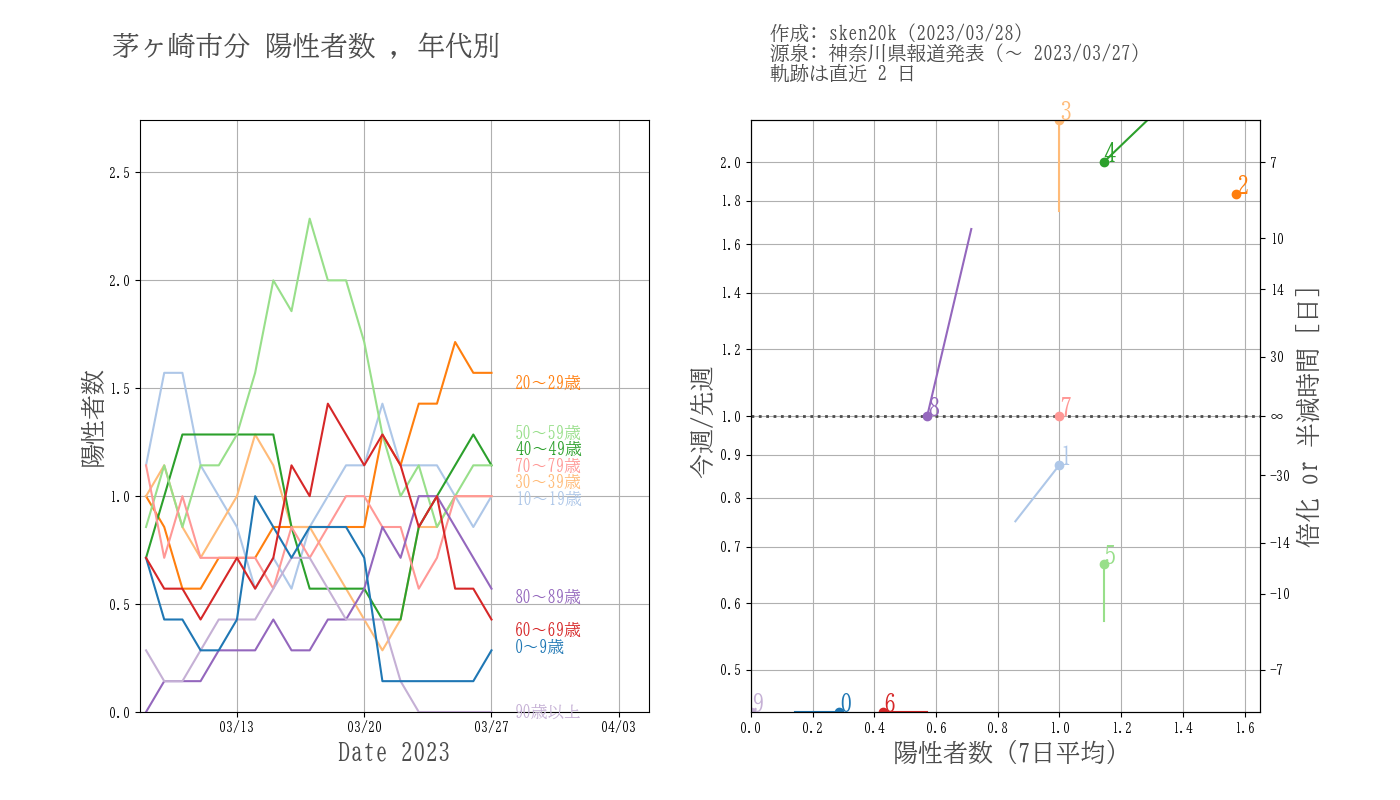 茅ヶ崎市分 陽性者数 , 年代別
作成: sken20k (2023/03/28)
源泉: 神奈川県報道発表 (〜 2023/03/27)
軌跡は直近 2 日
陽性者数
2.5
2.0
1.5
1.0
0.5
0.0
03/13
03/20
03/27
04/03
Date 2023
20〜29歳
50〜59歳
40〜49歳
70〜79歳
30〜39歳
10〜19歳
80〜89歳
60〜69歳
0〜9歳
90歳以上
今週/先週
2.0
1.8
1.6
1.4
1.2
1.0
0.9
0.8
0.7
0.6
0.5
3
4
2
8
7
1
5
9
0
6
0.0
0.2
0.4
0.6
0.8
1.0
1.2
1.4
1.6
陽性者数 (7日平均)
7
10
14
30
∞
−30
−14
−10
−7
倍化 or 半減時間 [日]